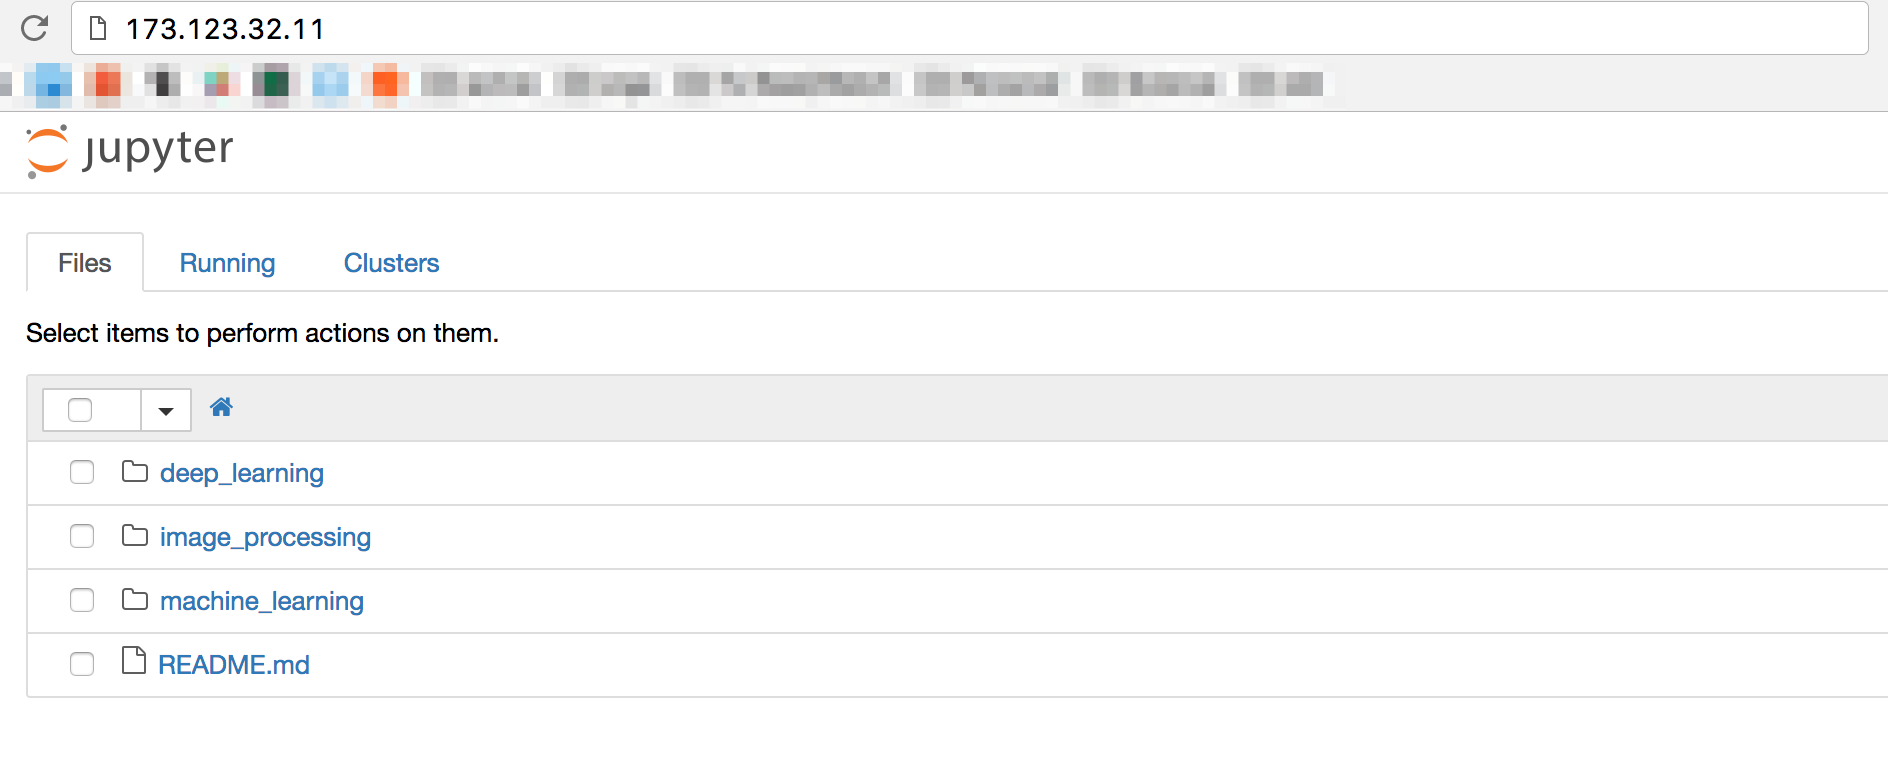 173.123.32.11
jupyter
Files Running Clusters
Select items to perform actions on them.
deep_learning
image_processing
machine_learning
README.md